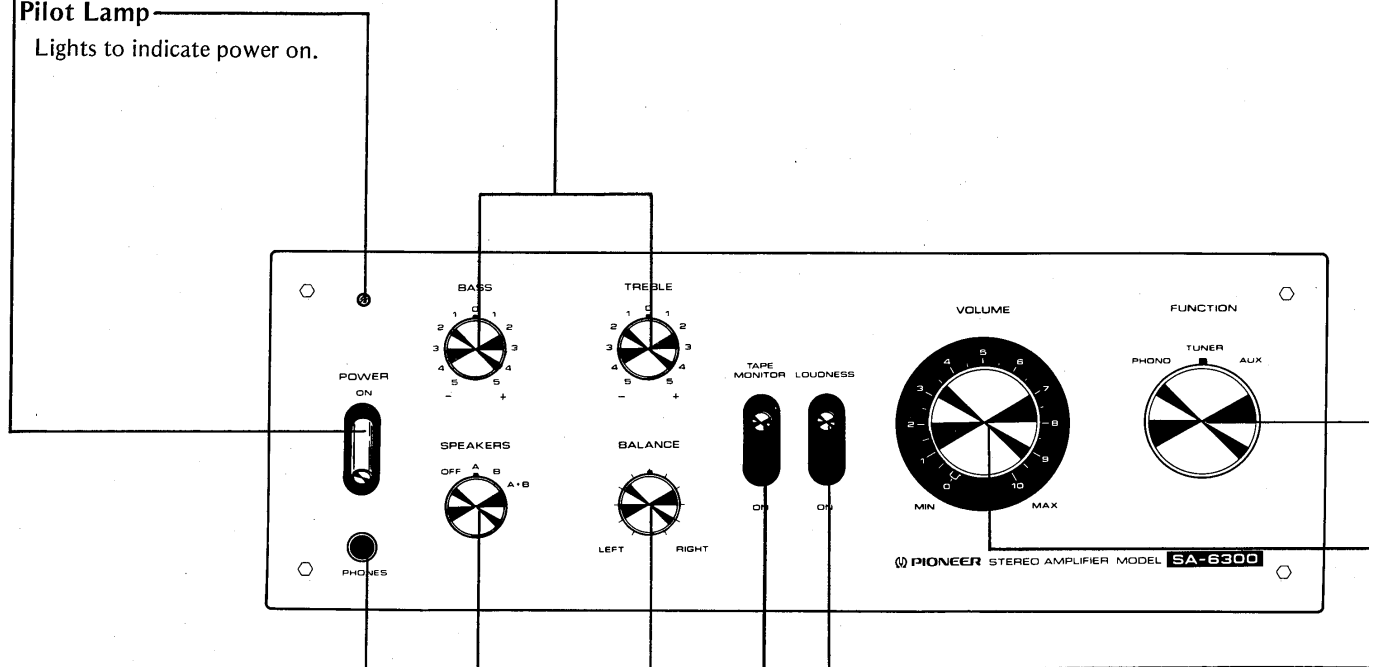 Pilot Lamp
Lights to indicate power on.
BASS
0
1 1
2 2
3 3
4 4
5 5
- +
TREBLE
0
1 1
2 2
3 3
4 4
5 5
- +
VOLUME
0 1 2 3 4 5 6 7 8 9 10
MIN MAX
FUNCTION
PHONO TUNER AUX
POWER
ON
TAPE
MONITOR
ON
LOUDNESS
ON
SPEAKERS
OFF A B A+B
BALANCE
LEFT RIGHT
PHONES
PIONEER STEREO AMPLIFIER MODEL SA-6300